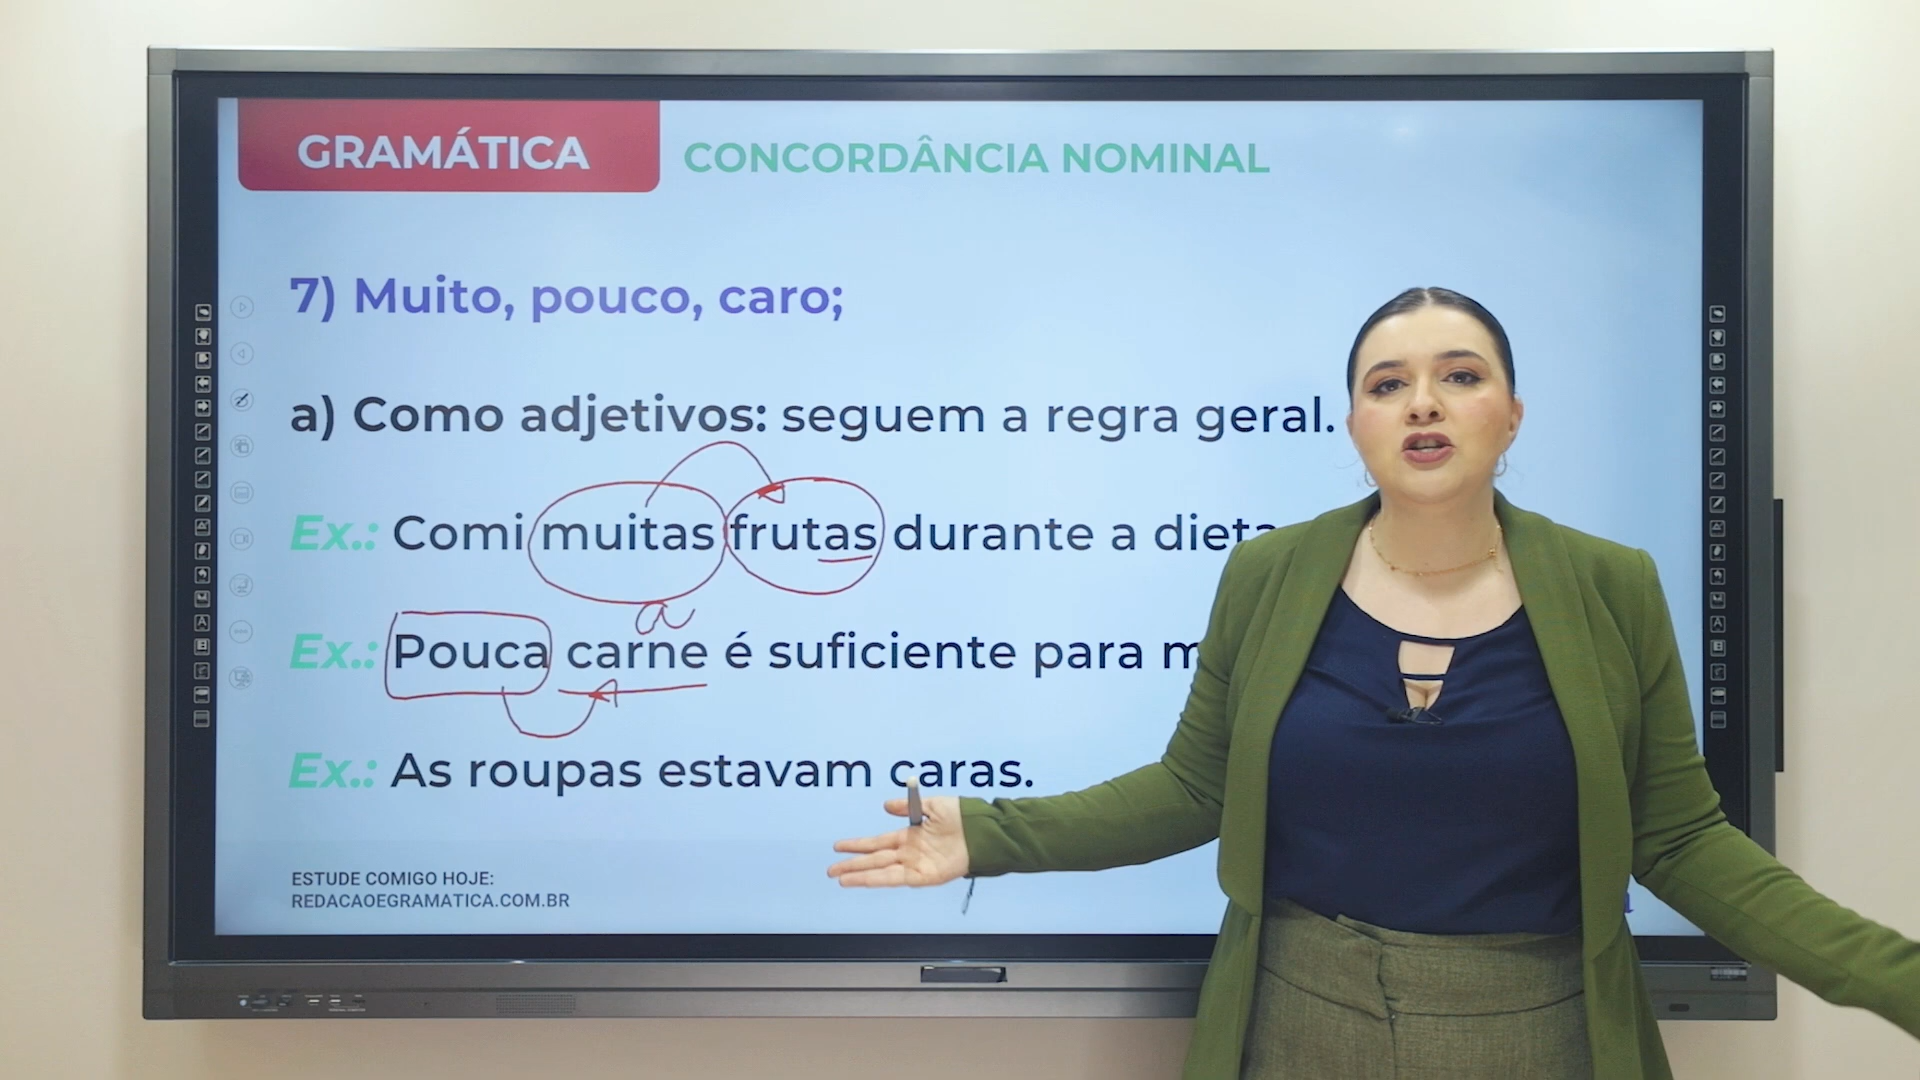 GRAMÁTICA CONCORDÂNCIA NOMINAL
7) Muito, pouco, caro;
a) Como adjetivos: seguem a regra geral.
Ex.: Comi muitas frutas durante a dieta
a
Ex.: Pouca carne é suficiente para
Ex.: As roupas estavam caras.
ESTUDE COMIGO HOJE:
REDACAOEGRAMATICA.COM.BR